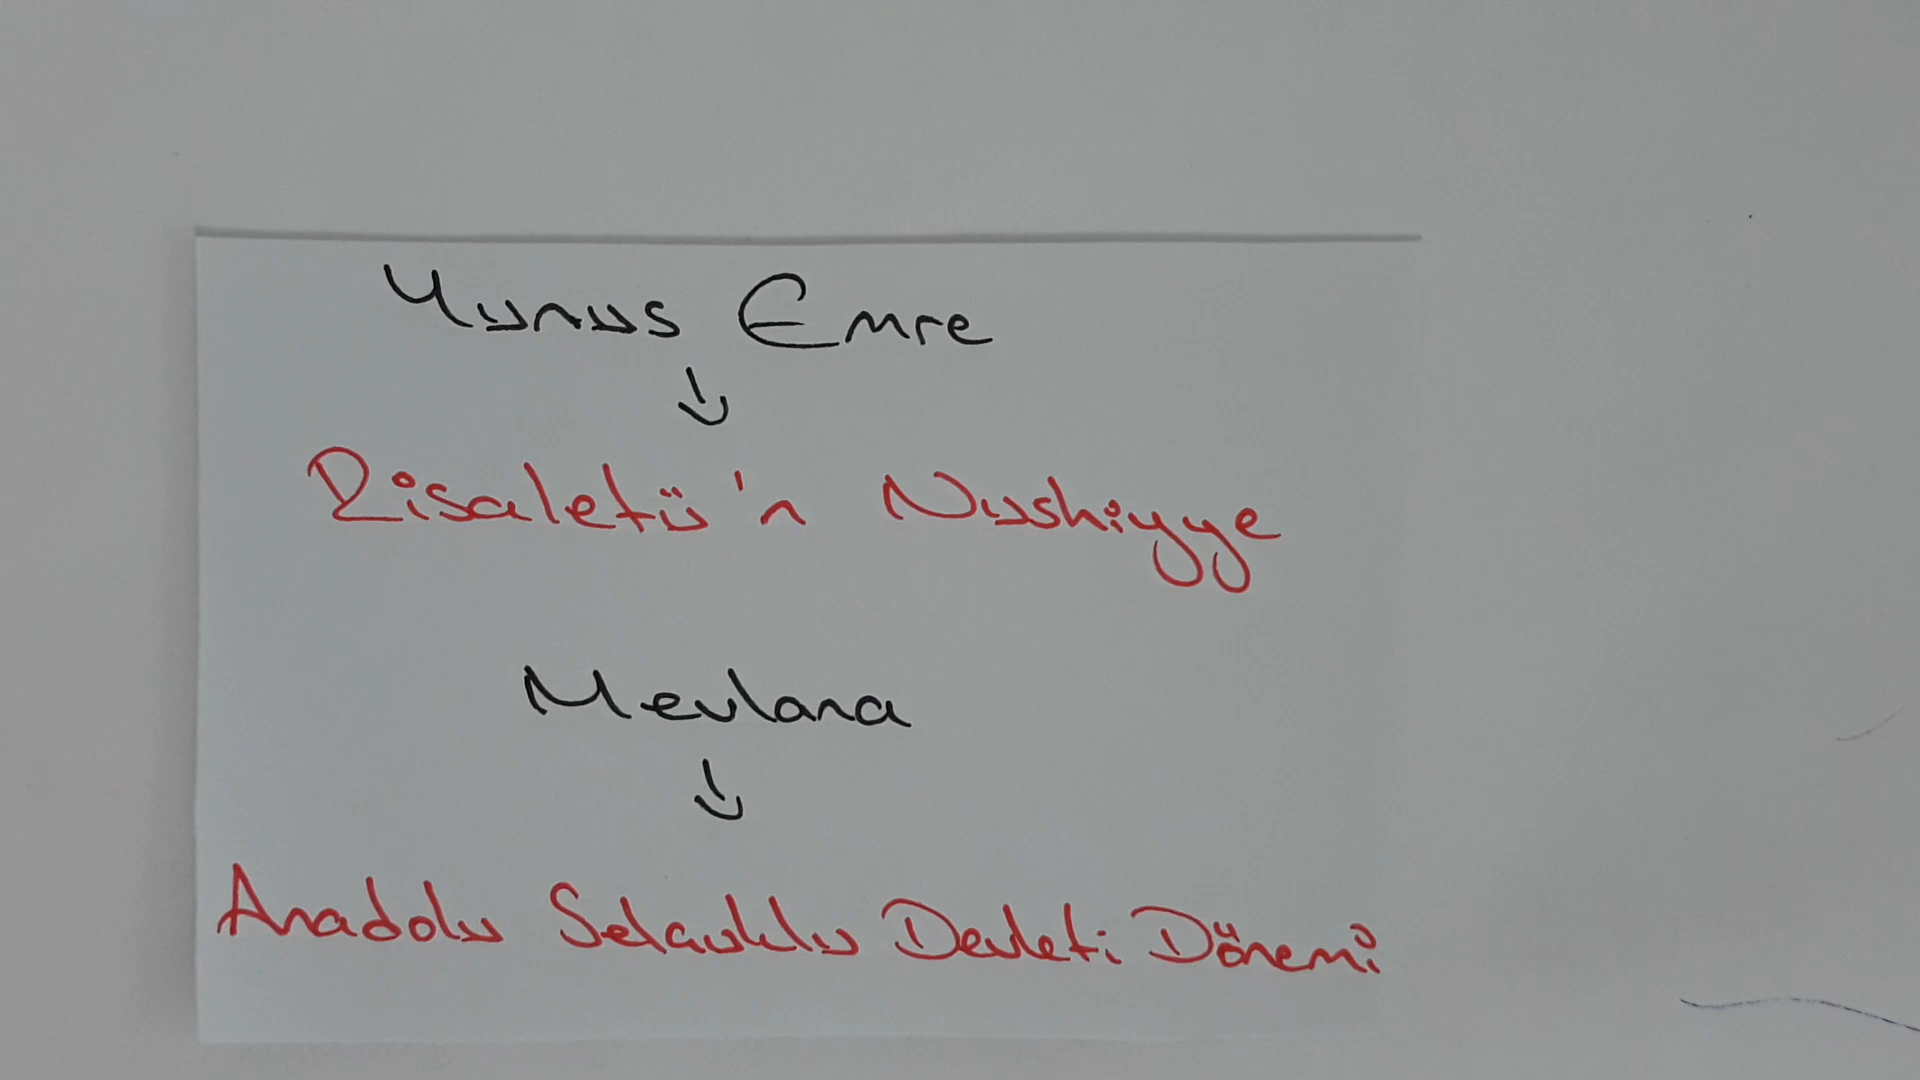 Yunus Emre
↓
Risaletü'n Nushiyye
Mevlana
↓
Anadolu Selçuklu Devleti Dönemi